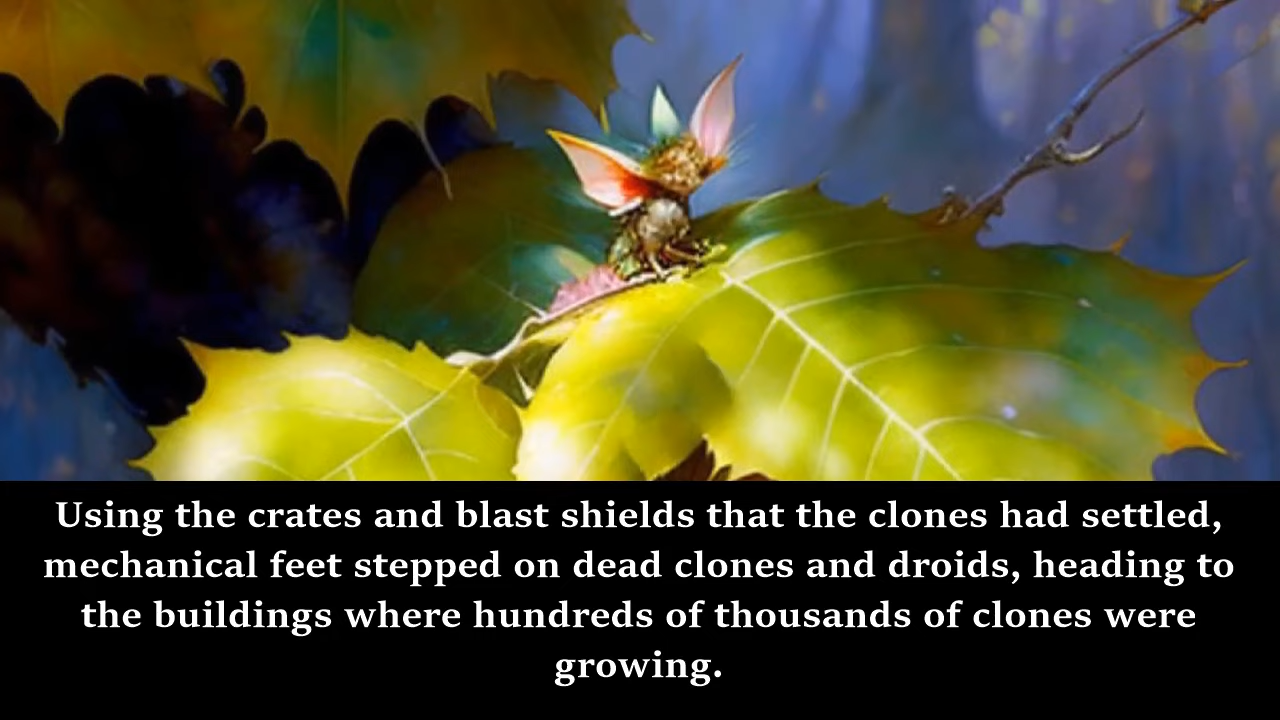 Using the crates and blast shields that the clones had settled,
mechanical feet stepped on dead clones and droids, heading to
the buildings where hundreds of thousands of clones were
growing.